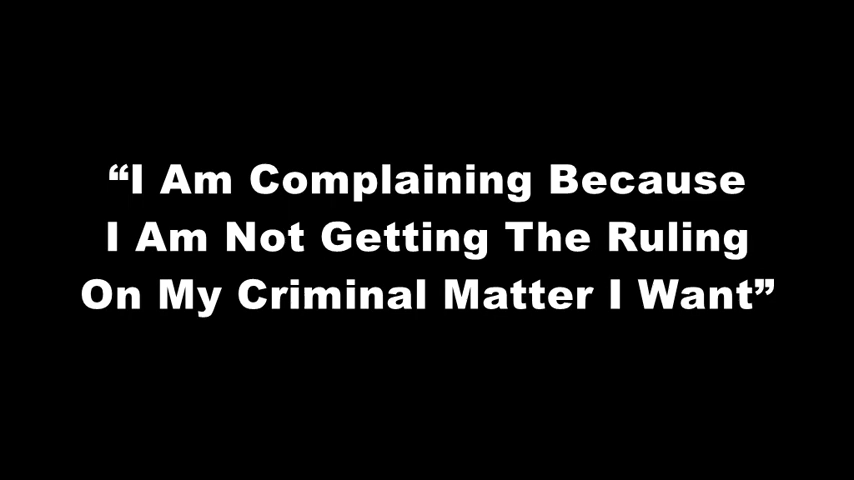 “I Am Complaining Because
I Am Not Getting The Ruling
On My Criminal Matter I Want”